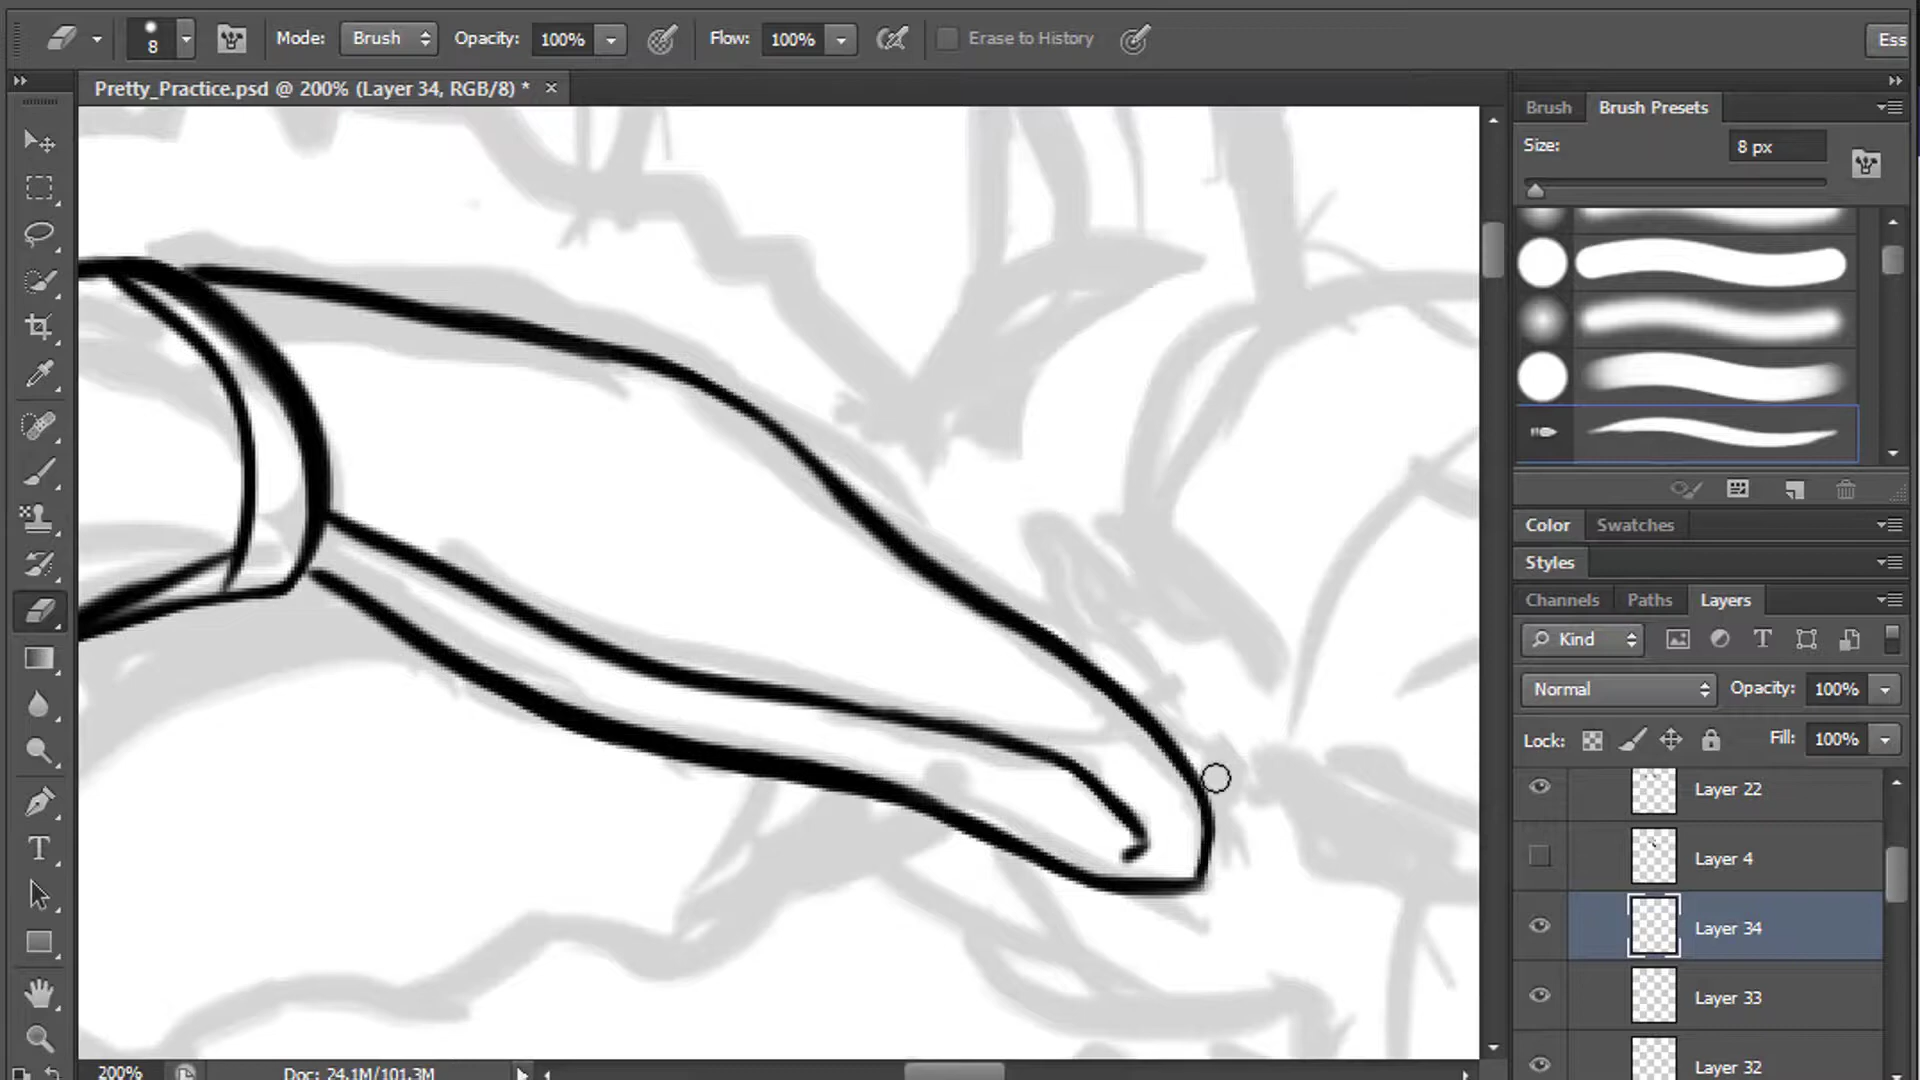 8 Mode: Brush Opacity: 100% Flow: 100% Erase to History Ess
Pretty_Practice.psd @ 200% (Layer 34, RGB/8) * ×
Brush Brush Presets
Size: 8 px
Color Swatches
Styles
Channels Paths Layers
Kind T
Normal Opacity: 100%
Lock: Fill: 100%
Layer 22
Layer 4
Layer 34
Layer 33
Layer 32
200% Doc: 24.1M/101.3M